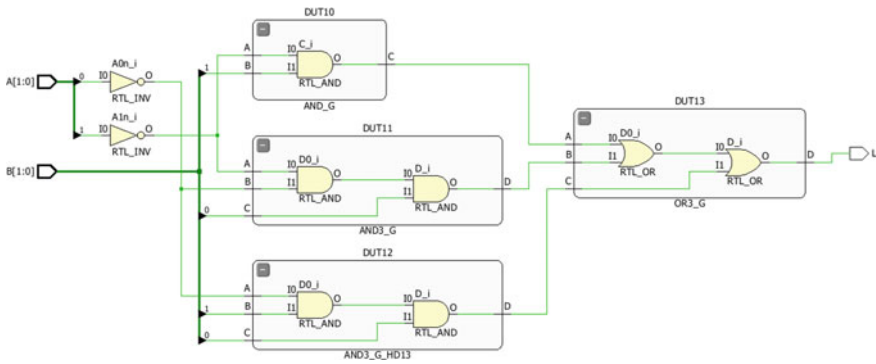 DUT10
A
I0 C_i
O
C
B
I1
RTL_AND
AND_G
A0n_i
A[1:0]
0
I0
O
RTL_INV
A1n_i
1
I0
O
RTL_INV
B[1:0]
1
DUT11
A
I0 D0_i
O
B
I1
RTL_AND
I0 D_i
O
D
I1
RTL_AND
0
C
AND3_G
DUT12
A
I0 D0_i
O
1
B
I1
RTL_AND
I0 D_i
O
D
I1
RTL_AND
0
C
AND3_G_HD13
DUT13
A
I0 D0_i
O
B
I1
RTL_OR
I0 D_i
O
D
I1
RTL_OR
C
OR3_G
L